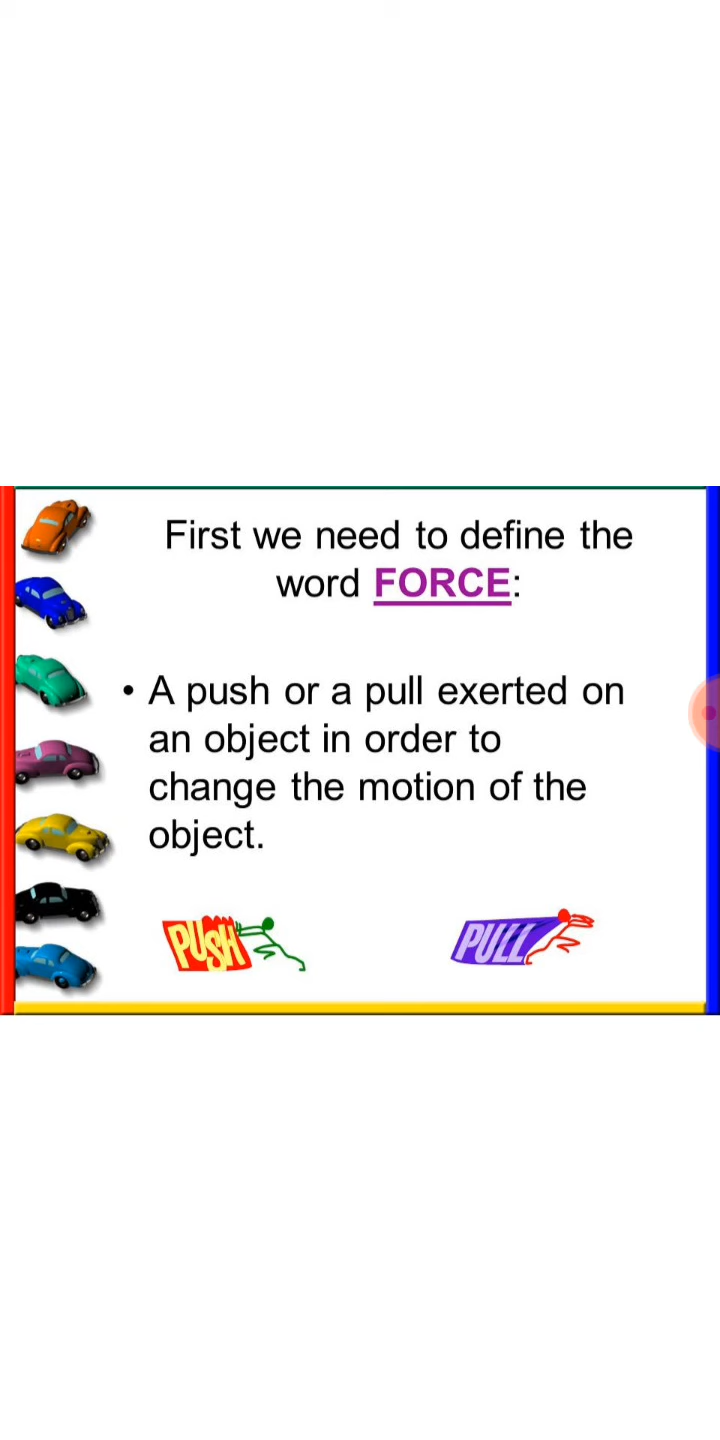 First we need to define the
word FORCE:
• A push or a pull exerted on
an object in order to
change the motion of the
object.
PUSH
PULL